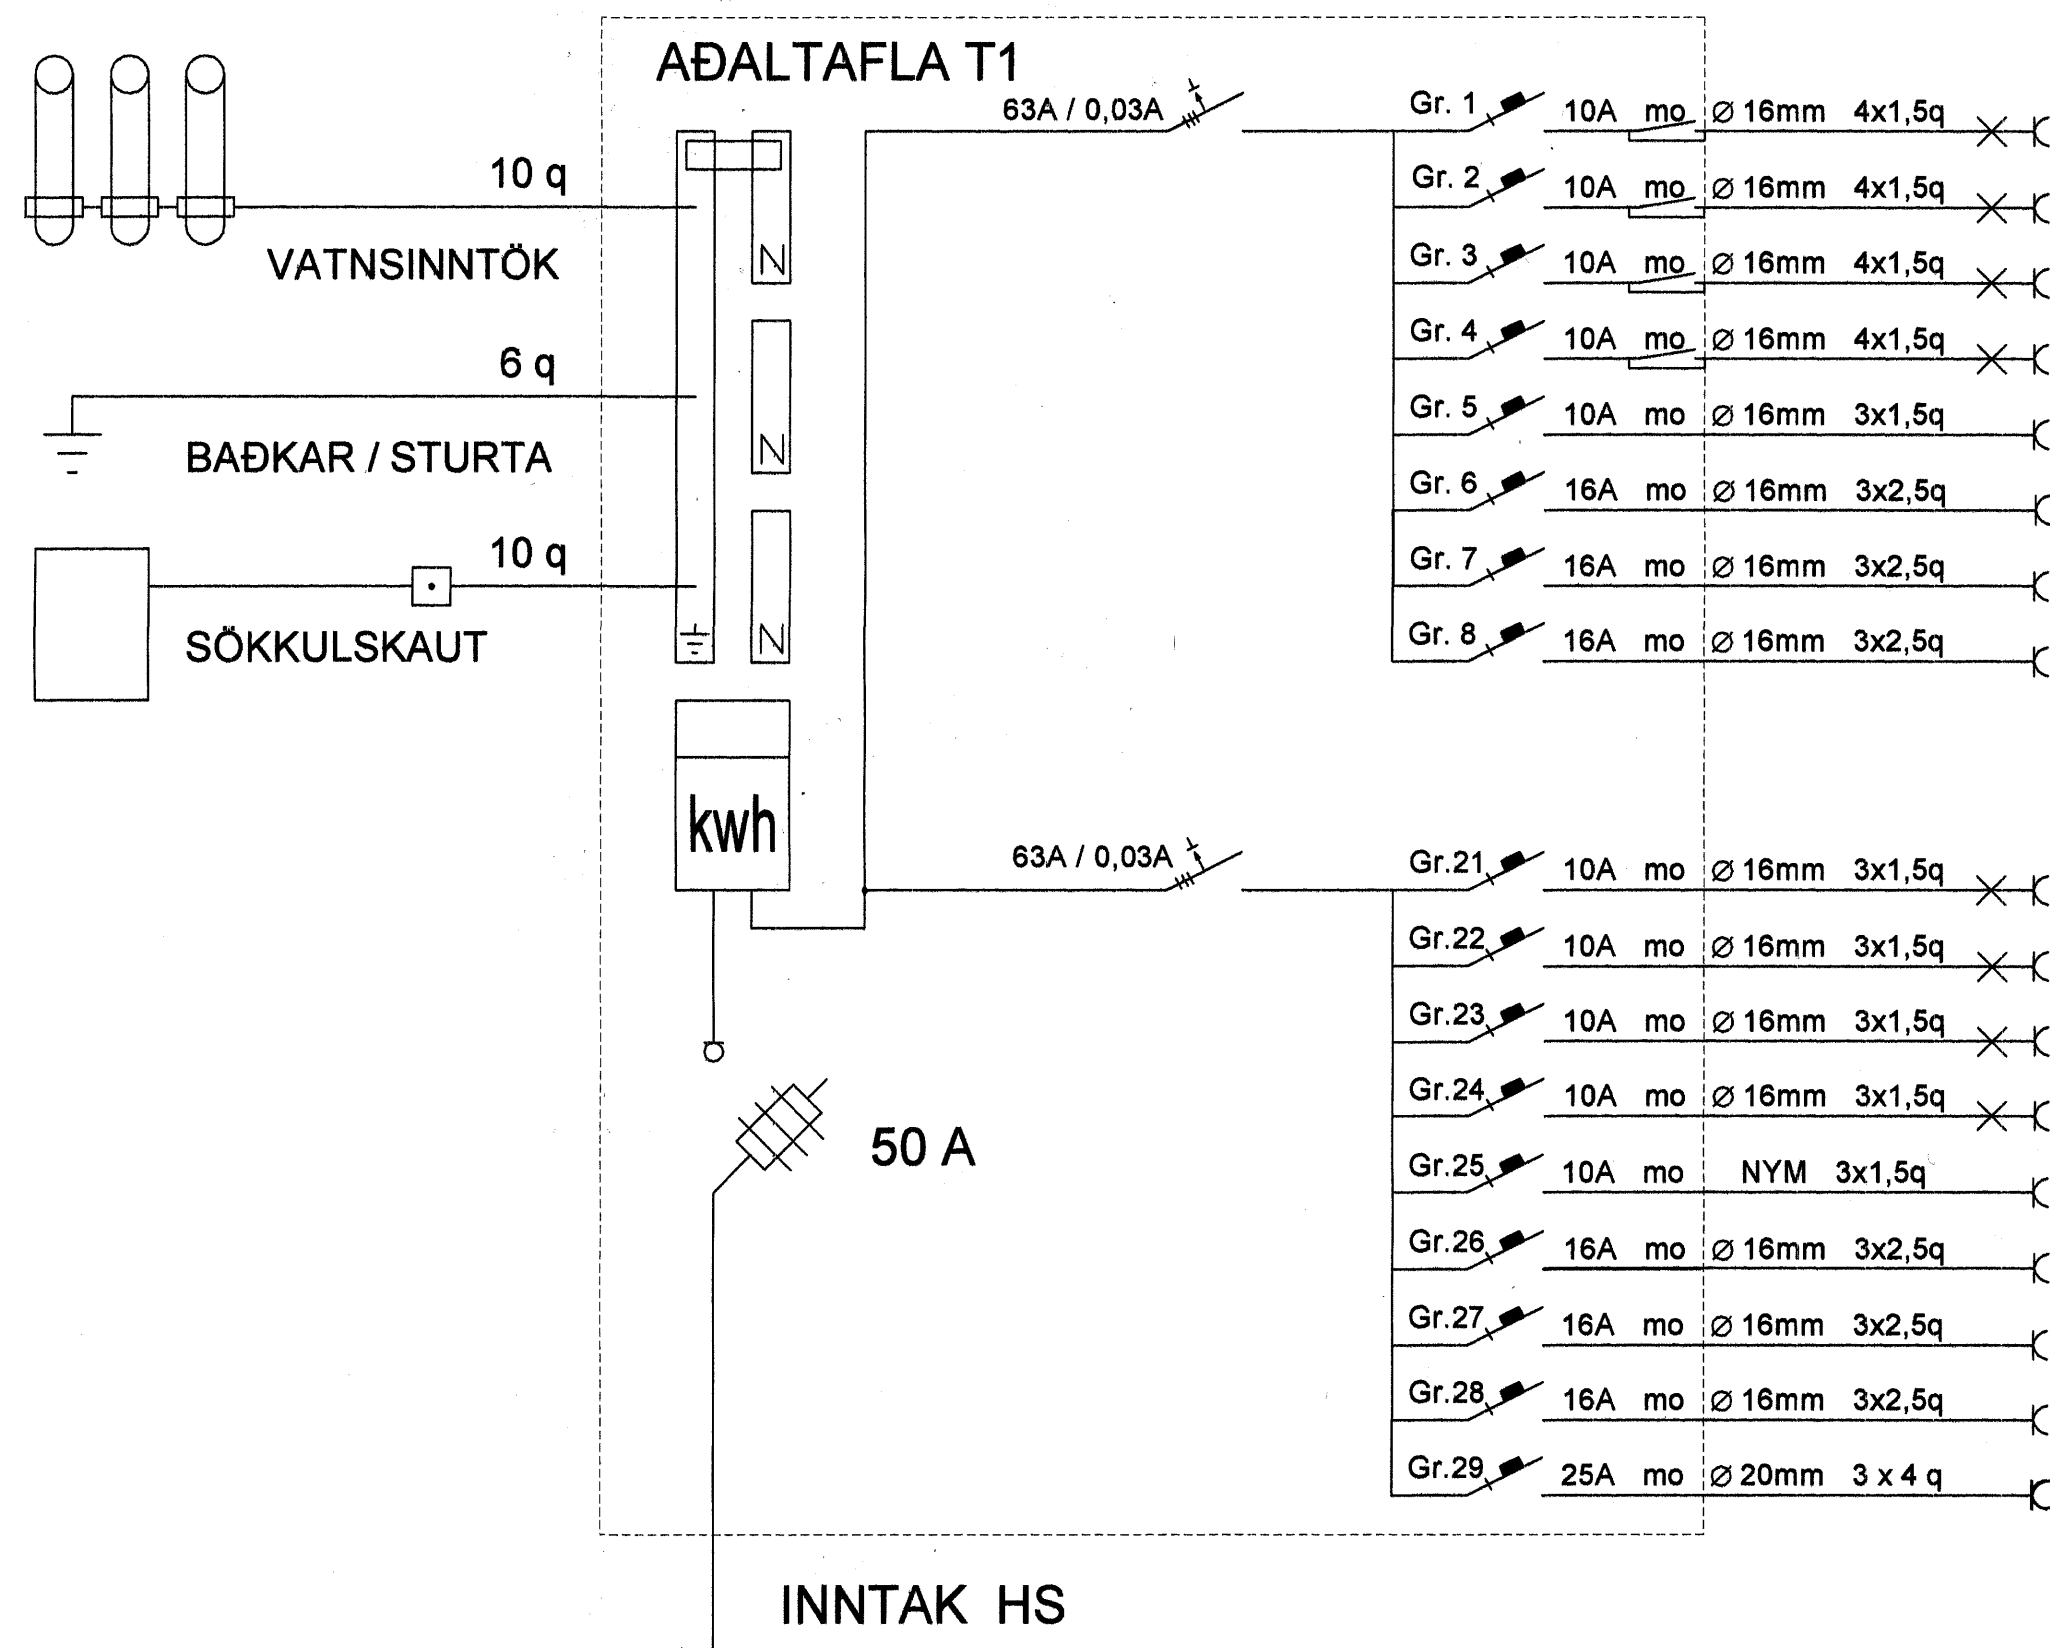 AÐALTAFLA T1
10 q
VATNSINNTÖK
6 q
BAÐKAR / STURTA
10 q
SÖKKULSKAUT
N
N
N
kwh
50 A
INNTAK HS
63A / 0,03A
Gr. 1 10A mo Ø 16mm 4x1,5q
Gr. 2 10A mo Ø 16mm 4x1,5q
Gr. 3 10A mo Ø 16mm 4x1,5q
Gr. 4 10A mo Ø 16mm 4x1,5q
Gr. 5 10A mo Ø 16mm 3x1,5q
Gr. 6 16A mo Ø 16mm 3x2,5q
Gr. 7 16A mo Ø 16mm 3x2,5q
Gr. 8 16A mo Ø 16mm 3x2,5q
63A / 0,03A
Gr.21 10A mo Ø 16mm 3x1,5q
Gr.22 10A mo Ø 16mm 3x1,5q
Gr.23 10A mo Ø 16mm 3x1,5q
Gr.24 10A mo Ø 16mm 3x1,5q
Gr.25 10A mo NYM 3x1,5q
Gr.26 16A mo Ø 16mm 3x2,5q
Gr.27 16A mo Ø 16mm 3x2,5q
Gr.28 16A mo Ø 16mm 3x2,5q
Gr.29 25A mo Ø 20mm 3 x 4 q